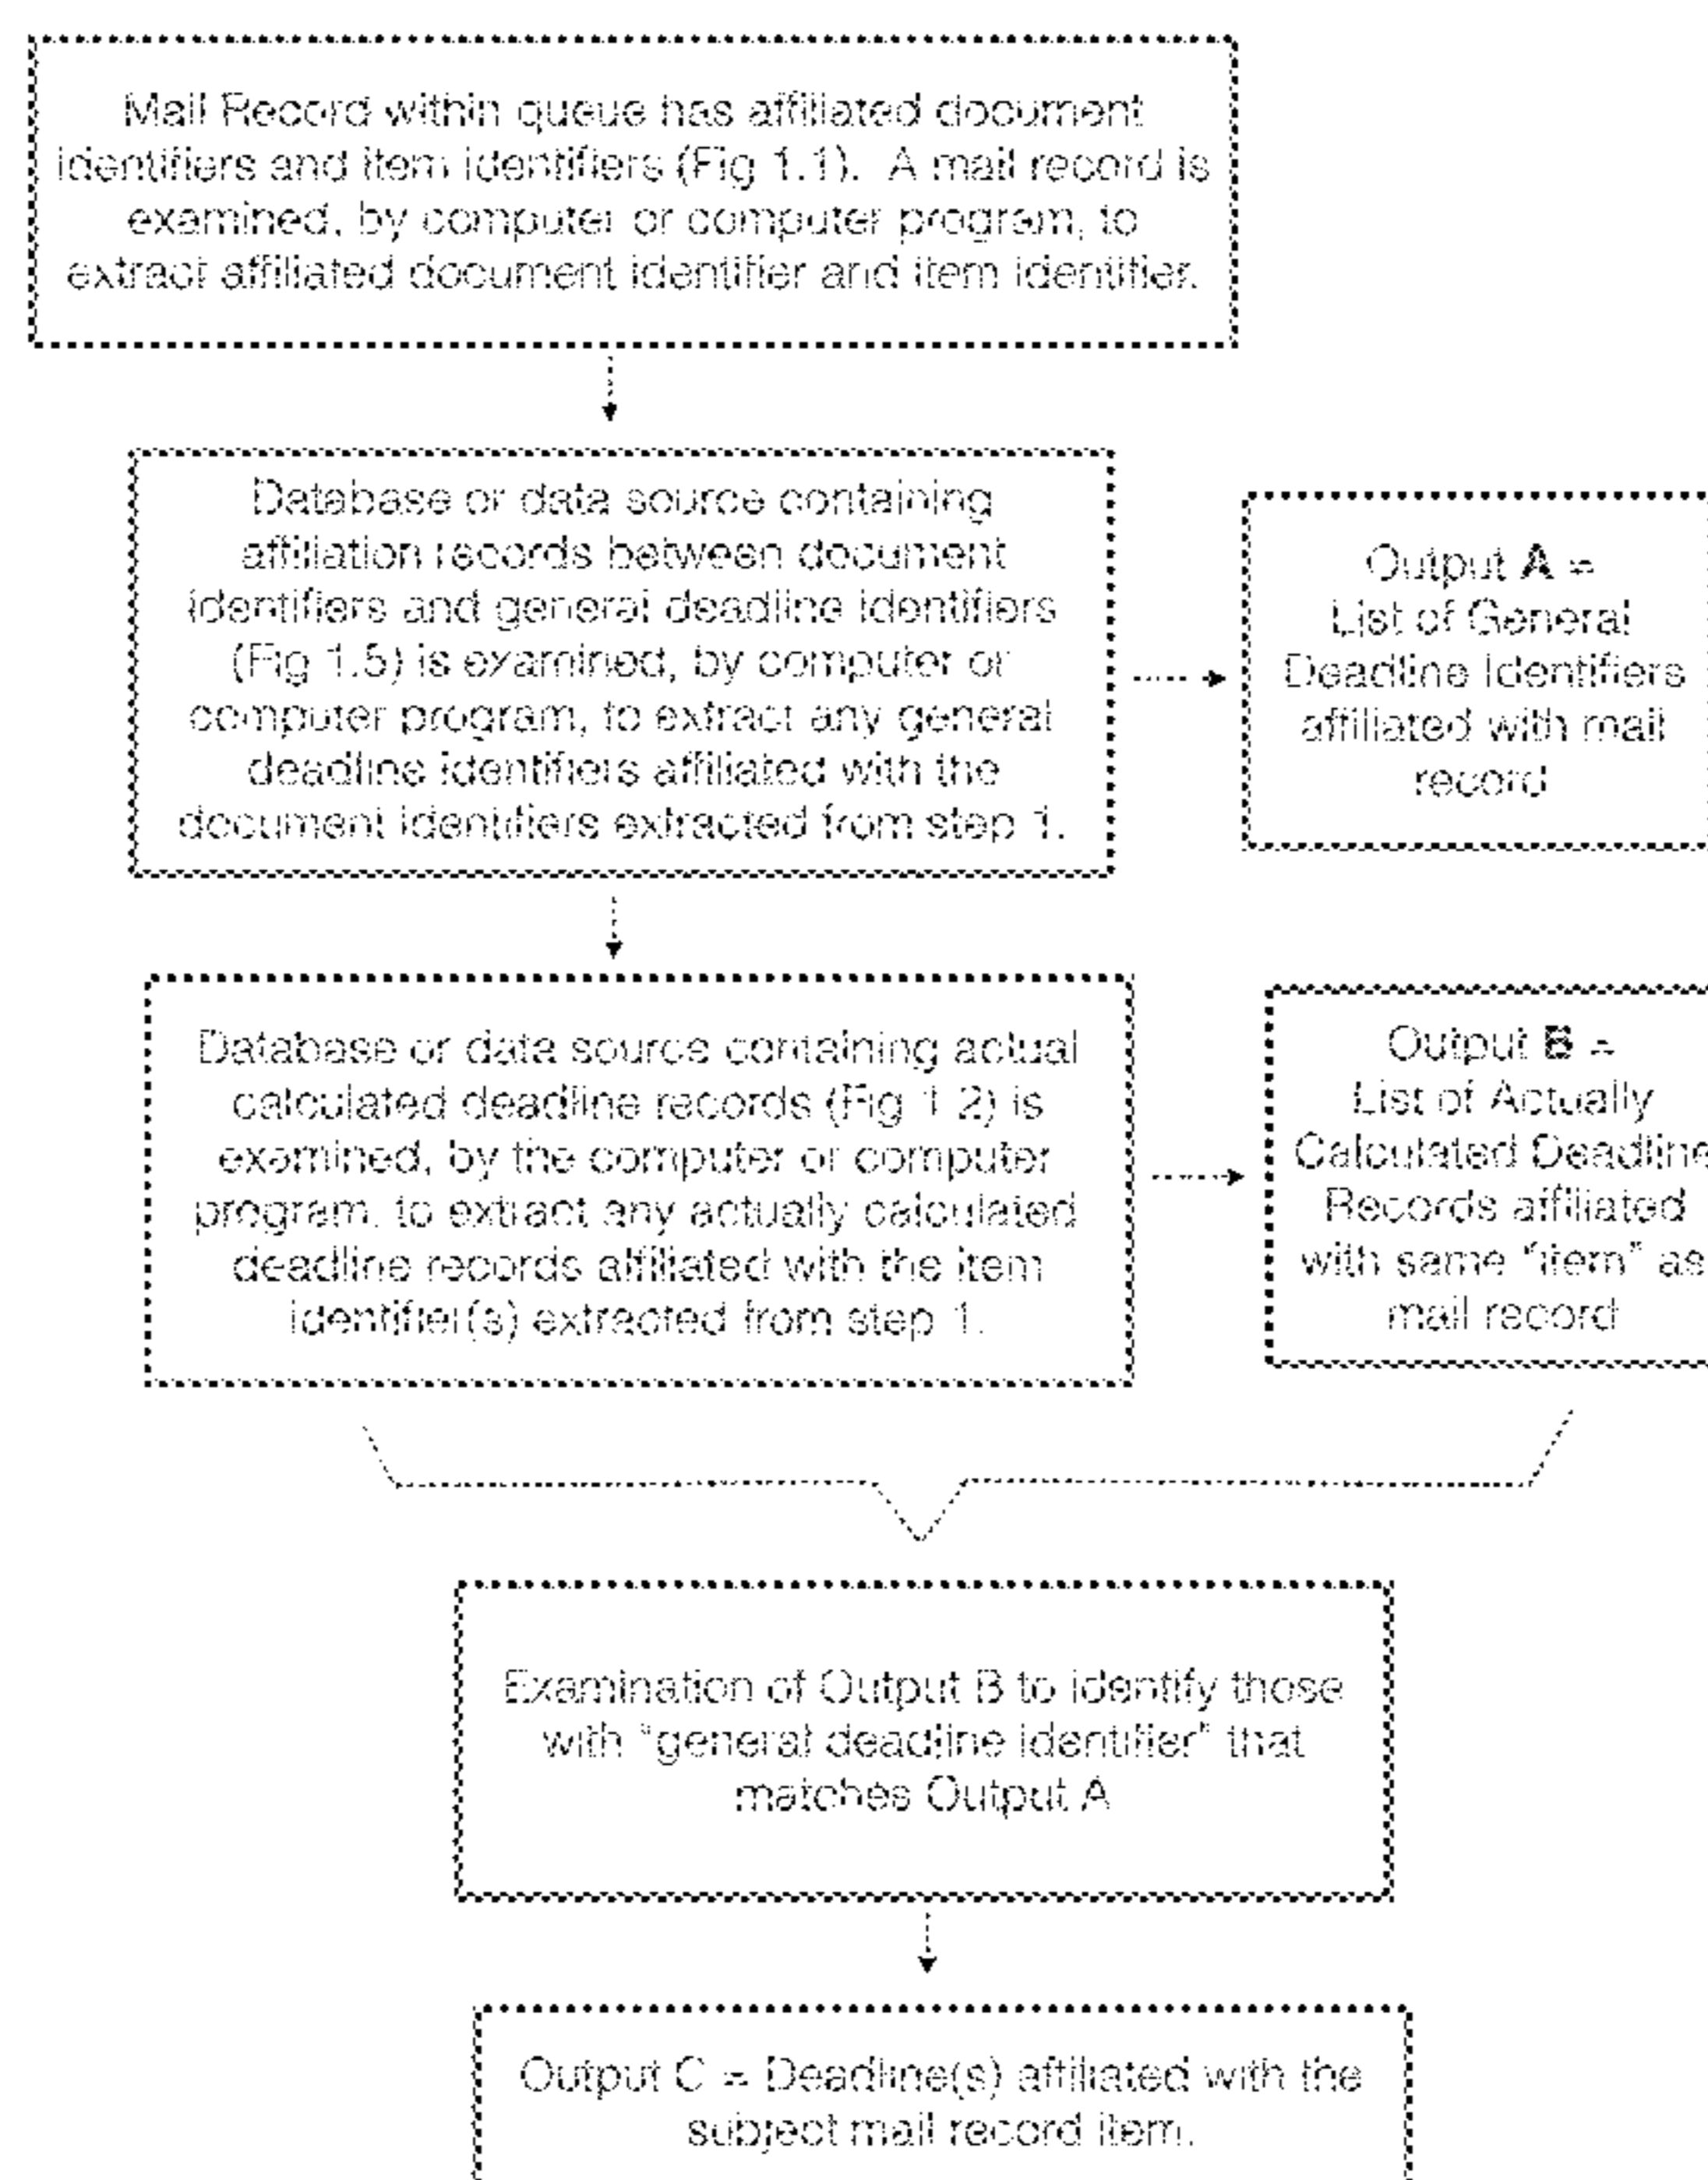 Mail Record within queue has affiliated document
identifiers and item identifiers (Fig 1.1). A mail record is
examined, by computer or computer program, to
extract affiliated document identifier and item identifier.
Database or data source containing
affiliation records between document
identifiers and general deadline identifiers
(Fig 1.5) is examined, by computer or
computer program, to extract any general
deadline identifiers affiliated with the
document identifiers extracted from step 1.
Output A =
List of General
Deadline Identifiers
affiliated with mail
record
Database or data source containing actual
calculated deadline records (Fig 1.2) is
examined, by the computer or computer
program, to extract any actually calculated
deadline records affiliated with the item
identifier(s) extracted from step 1.
Output B =
List of Actually
Calculated Deadline
Records affiliated
with same "item" as
mail record
Examination of Output B to identify those
with "general deadline identifier" that
matches Output A
Output C = Deadline(s) affiliated with the
subject mail record item.